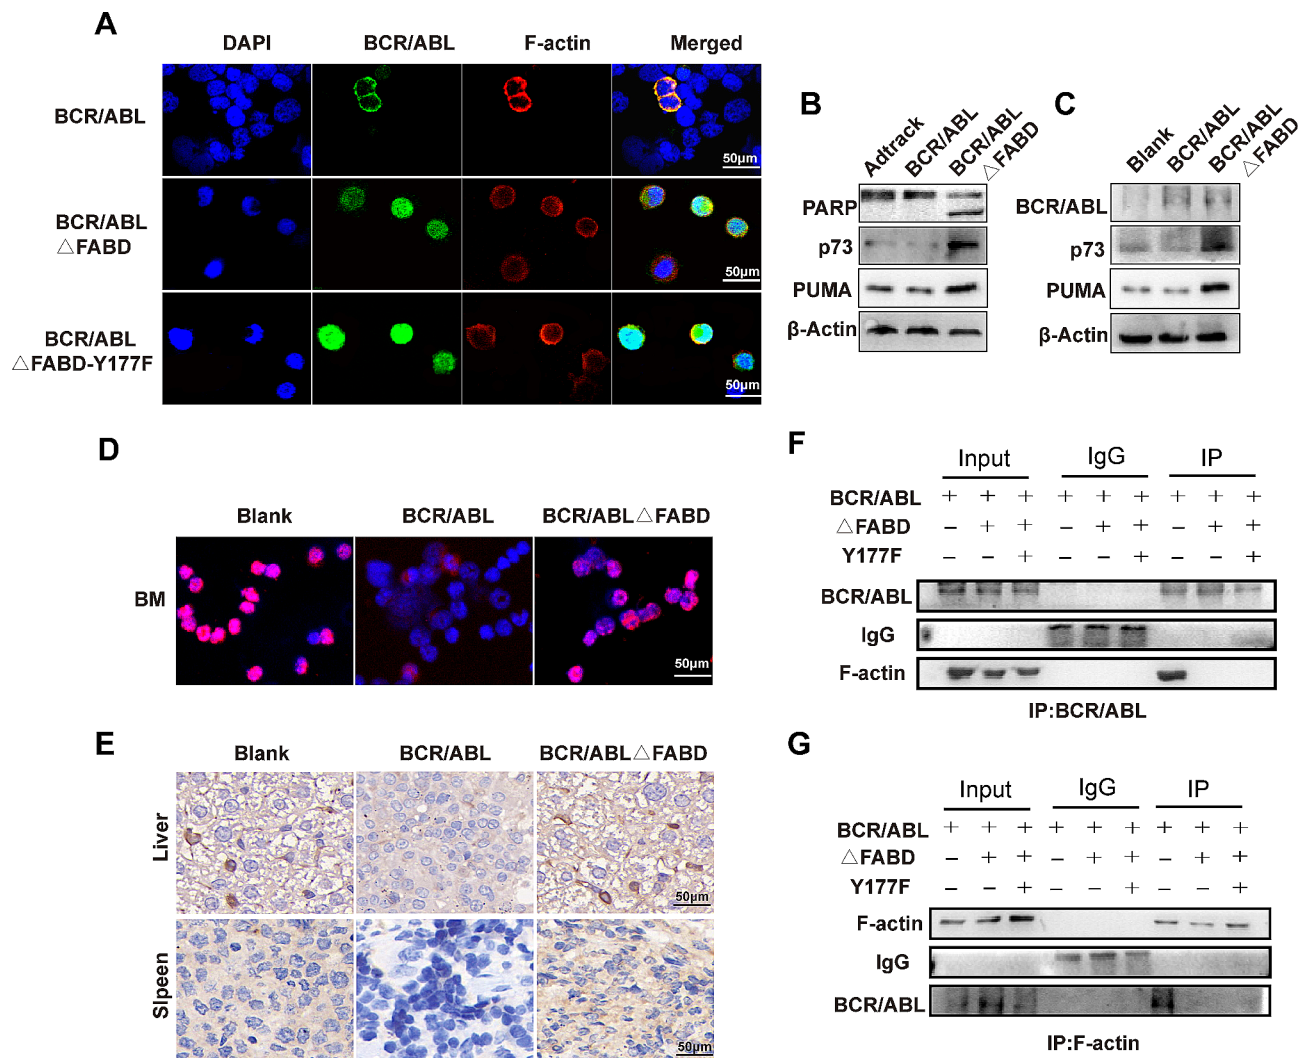 A
DAPI BCR/ABL F-actin Merged
BCR/ABL
50μm
BCR/ABL
△FABD
50μm
BCR/ABL
△FABD-Y177F
50μm
B
Adtrack BCR/ABL BCR/ABL △FABD
PARP
p73
PUMA
β-Actin
C
Blank BCR/ABL BCR/ABL △FABD
BCR/ABL
p73
PUMA
β-Actin
D
Blank BCR/ABL BCR/ABL△FABD
BM
50μm
E
Blank BCR/ABL BCR/ABL△FABD
Liver
50μm
Slpeen
50μm
F
Input IgG IP
BCR/ABL + + + + + + + + +
△FABD – + + – + + – + +
Y177F – – + – – + – – +
BCR/ABL
IgG
F-actin
IP:BCR/ABL
G
Input IgG IP
BCR/ABL + + + + + + + + +
△FABD – + + – + + – + +
Y177F – – + – – + – – +
F-actin
IgG
BCR/ABL
IP:F-actin